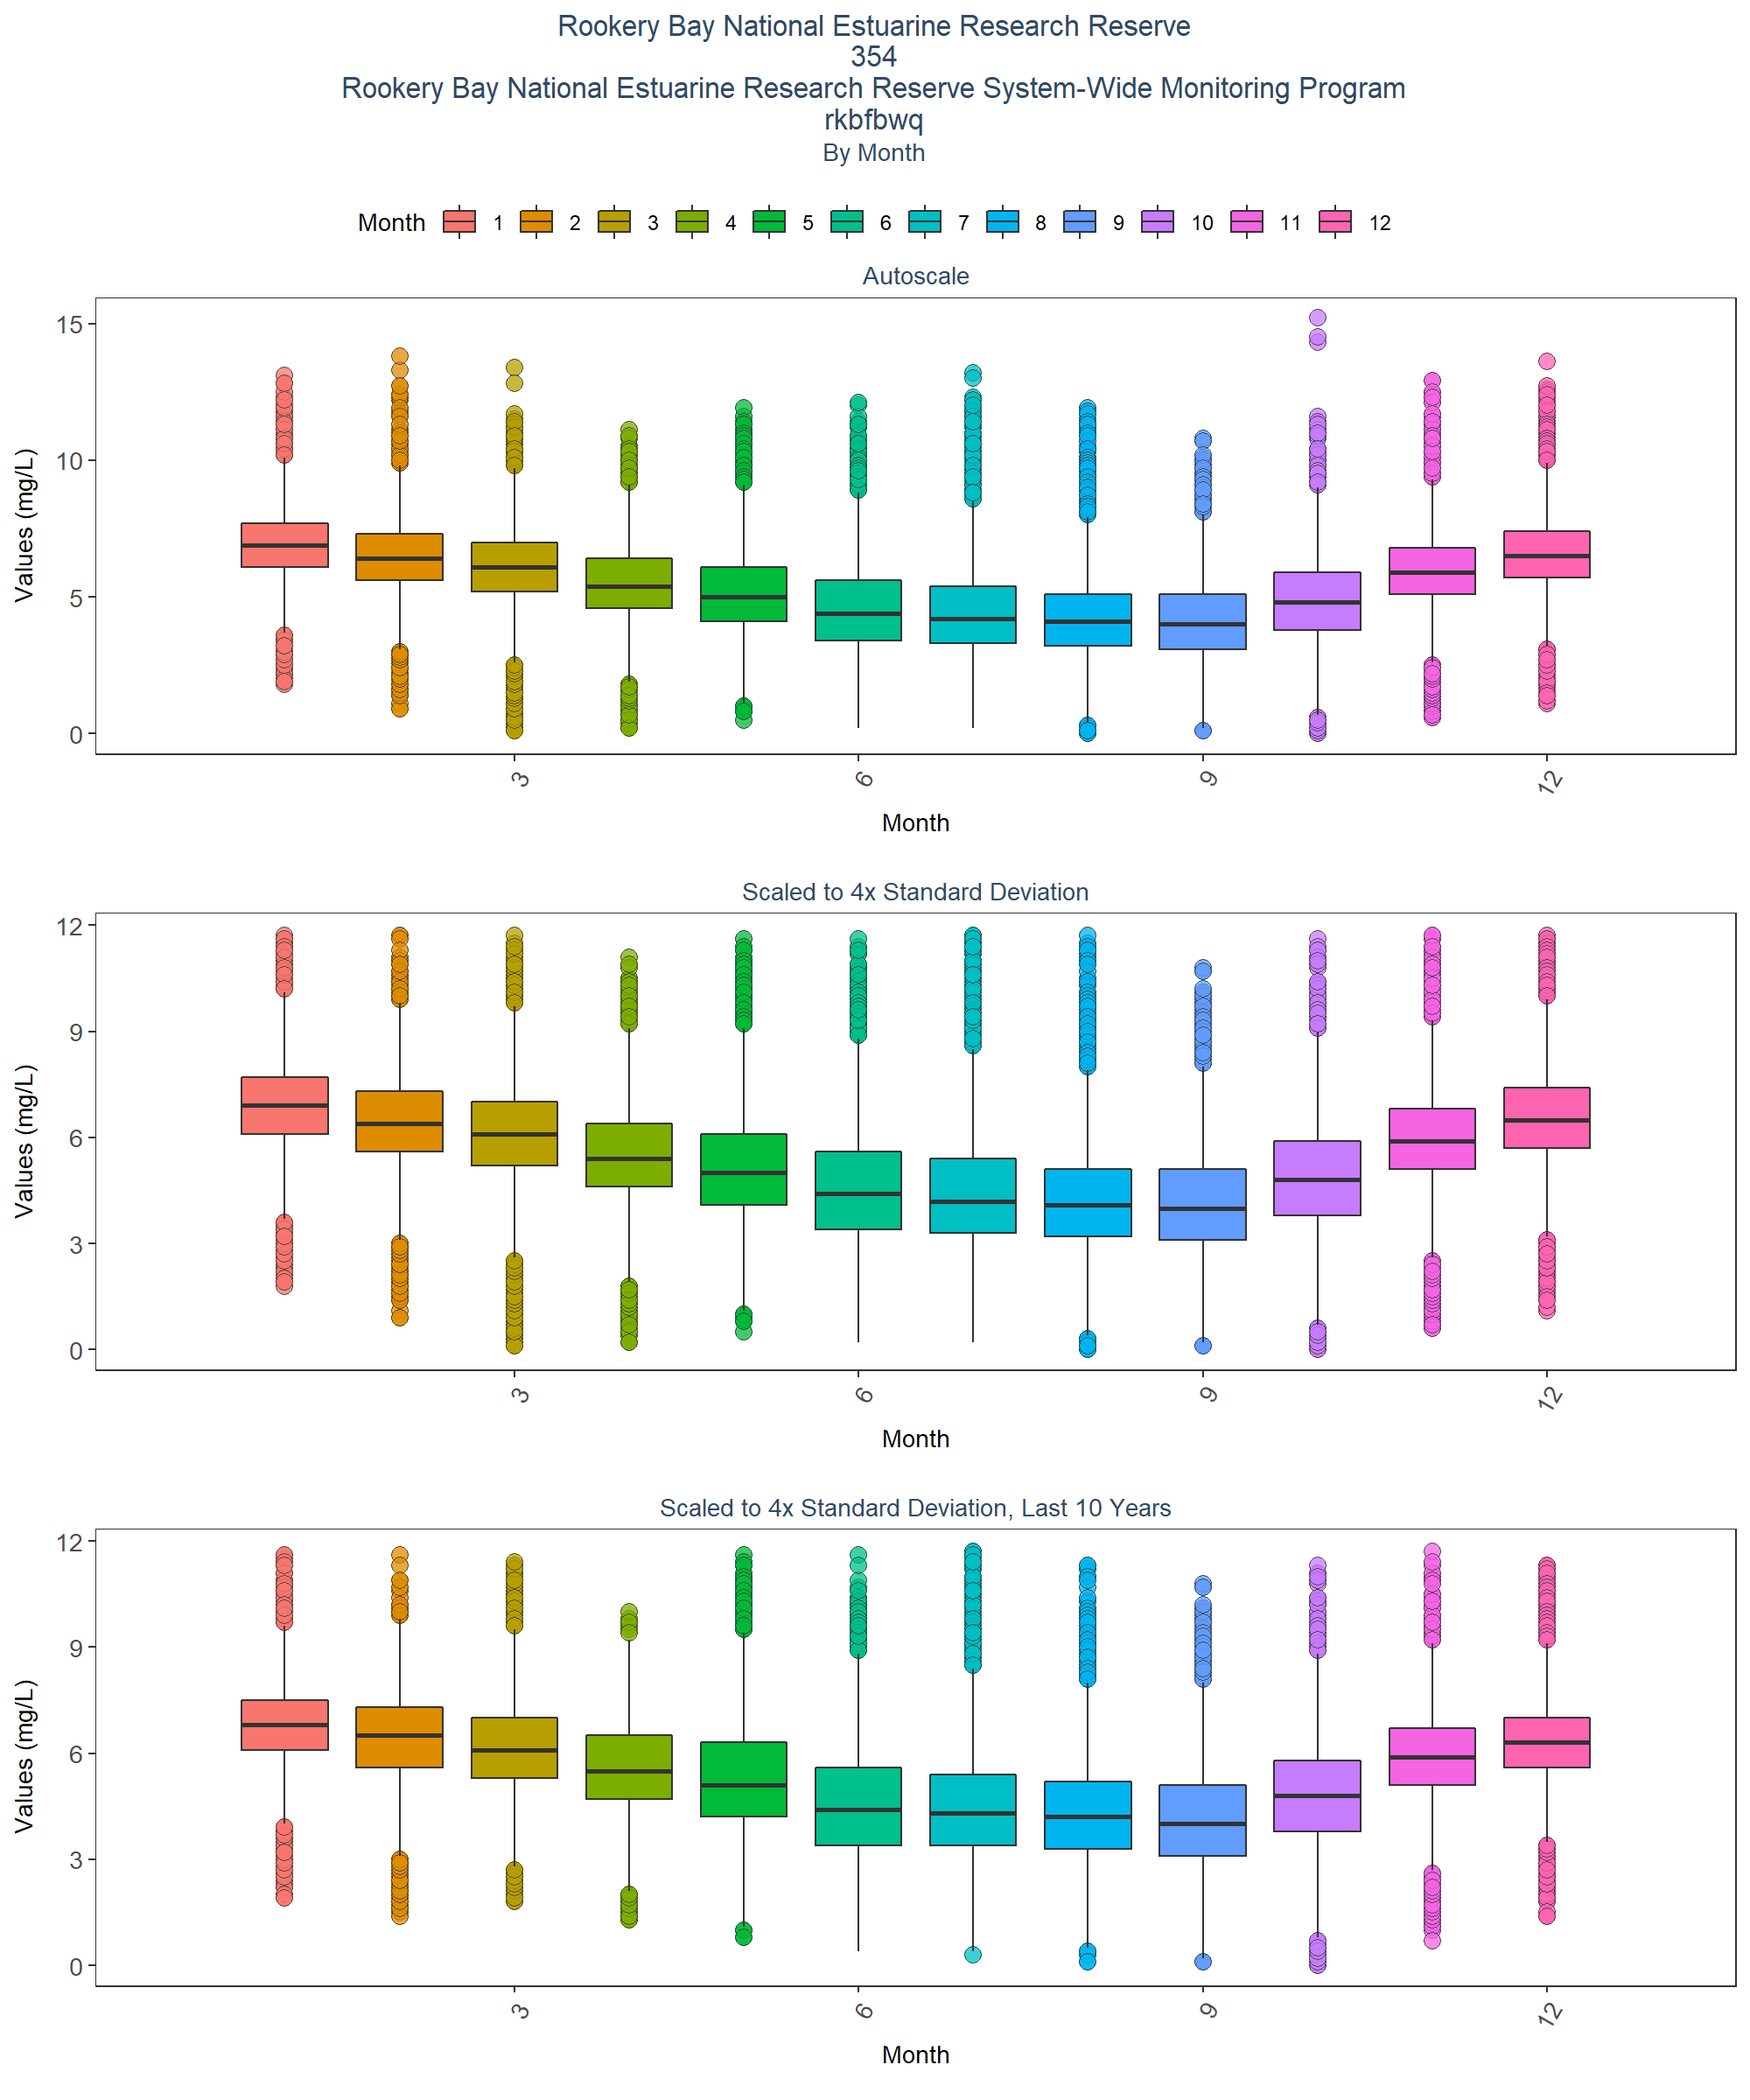 Rookery Bay National Estuarine Research Reserve
354
Rookery Bay National Estuarine Research Reserve System-Wide Monitoring Program
rkbfbwq
By Month
Month 1 2 3 4 5 6 7 8 9 10 11 12
Autoscale
Values (mg/L)
15
10
5
0
3 6 9 12
Month
Scaled to 4x Standard Deviation
Values (mg/L)
12
9
6
3
0
3 6 9 12
Month
Scaled to 4x Standard Deviation, Last 10 Years
Values (mg/L)
12
9
6
3
0
3 6 9 12
Month